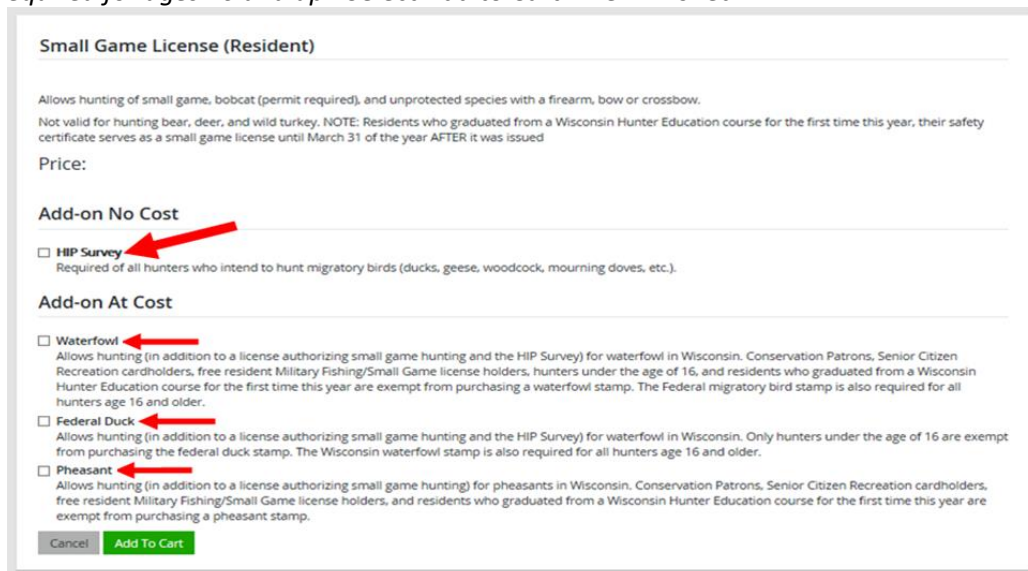 Small Game License (Resident)
Allows hunting of small game, bobcat (permit required), and unprotected species with a firearm, bow or crossbow.
Not valid for hunting bear, deer, and wild turkey. NOTE: Residents who graduated from a Wisconsin Hunter Education course for the first time this year, their safety
certificate serves as a small game license until March 31 of the year AFTER it was issued
Price:
Add-on No Cost
HIP Survey
Required of all hunters who intend to hunt migratory birds (ducks, geese, woodcock, mourning doves, etc.).
Add-on At Cost
Waterfowl
Allows hunting (in addition to a license authorizing small game hunting and the HIP Survey) for waterfowl in Wisconsin. Conservation Patrons, Senior Citizen
Recreation cardholders, free resident Military Fishing/Small Game license holders, hunters under the age of 16, and residents who graduated from a Wisconsin
Hunter Education course for the first time this year are exempt from purchasing a waterfowl stamp. The Federal migratory bird stamp is also required for all
hunters age 16 and older.
Federal Duck
Allows hunting (in addition to a license authorizing small game hunting and the HIP Survey) for waterfowl in Wisconsin. Only hunters under the age of 16 are exempt
from purchasing the federal duck stamp. The Wisconsin waterfowl stamp is also required for all hunters age 16 and older.
Pheasant
Allows hunting (in addition to a license authorizing small game hunting) for pheasants in Wisconsin. Conservation Patrons, Senior Citizen Recreation cardholders,
free resident Military Fishing/Small Game license holders, and residents who graduated from a Wisconsin Hunter Education course for the first time this year are
exempt from purchasing a pheasant stamp.
Cancel Add To Cart